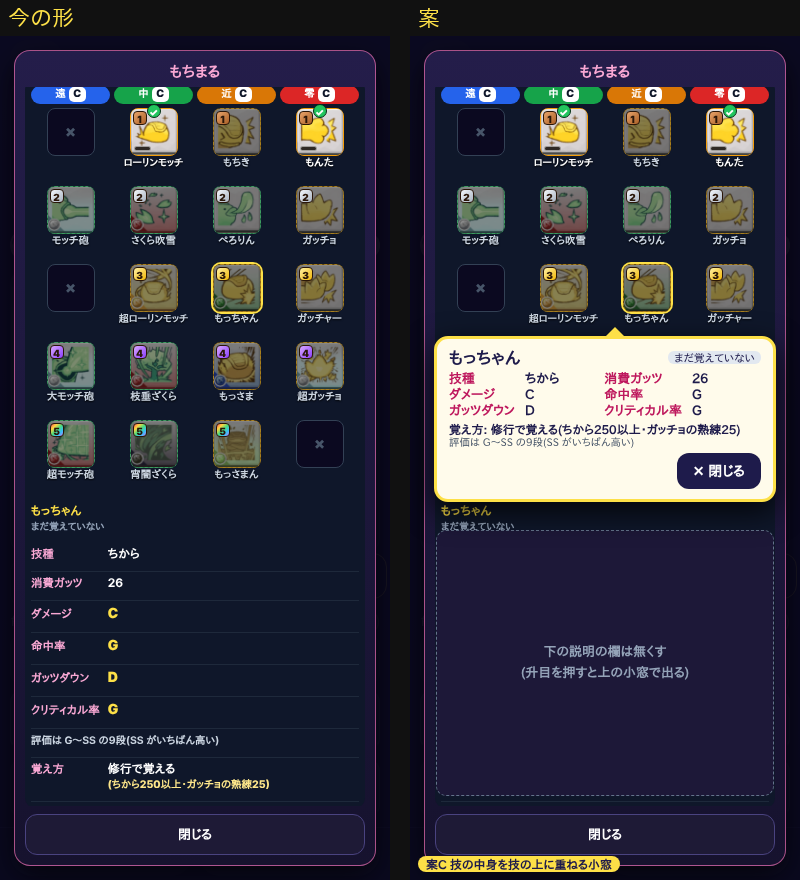 今の形
もちまる
遠 C 中 C 近 C 零 C
× 1 1 1
ローリンモッチ もちき もんた
2 2 2 2
モッチ砲 さくら吹雪 ぺろりん ガッチョ
× 3 3 3
超ローリンモッチ もっちゃん ガッチャー
4 4 4 4
大モッチ砲 枝垂ざくら もっさま 超ガッチョ
5 5 5 ×
超モッチ砲 宵闇ざくら もっさまん
もっちゃん
まだ覚えていない
技種 ちから
消費ガッツ 26
ダメージ C
命中率 G
ガッツダウン D
クリティカル率 G
評価は G〜SS の9段(SS がいちばん高い)
覚え方 修行で覚える
(ちから250以上・ガッチョの熟練25)
閉じる
案
もちまる
遠 C 中 C 近 C 零 C
× 1 1 1
ローリンモッチ もちき もんた
2 2 2 2
モッチ砲 さくら吹雪 ぺろりん ガッチョ
× 3 3 3
超ローリンモッチ もっちゃん ガッチャー
もっちゃん まだ覚えていない
技種 ちから 消費ガッツ 26
ダメージ C 命中率 G
ガッツダウン D クリティカル率 G
覚え方: 修行で覚える(ちから250以上・ガッチョの熟練25)
評価は G〜SS の9段(SS がいちばん高い)
× 閉じる
もっちゃん
まだ覚えていない
下の説明の欄は無くす
(升目を押すと上の小窓で出る)
閉じる
案C 技の中身を技の上に重ねる小窓